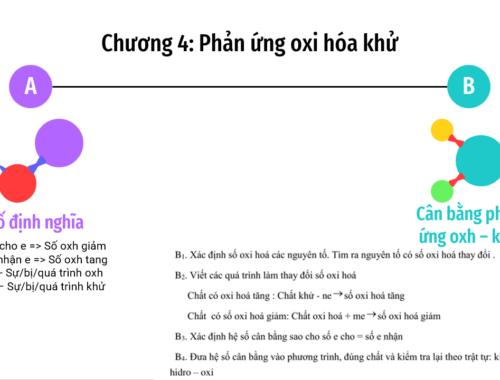 Chương 4: Phản ứng oxi hóa khử
A
B
ố định nghĩa
cho e => Số oxh giảm
nhận e => Số oxh tang
– Sự/bị/quá trình oxh
– Sự/bị/quá trình khử
Cân bằng ph
ứng oxh – k
B₁. Xác định số oxi hoá các nguyên tố. Tìm ra nguyên tố có số oxi hoá thay đổi .
B₂. Viết các quá trình làm thay đổi số oxi hoá
Chất có oxi hoá tăng : Chất khử - ne → số oxi hoá tăng
Chất có số oxi hoá giảm: Chất oxi hoá + me → số oxi hoá giảm
B₃. Xác định hệ số cân bằng sao cho số e cho = số e nhận
B₄. Đưa hệ số cân bằng vào phương trình, đúng chất và kiểm tra lại theo trật tự: k
hidro – oxi